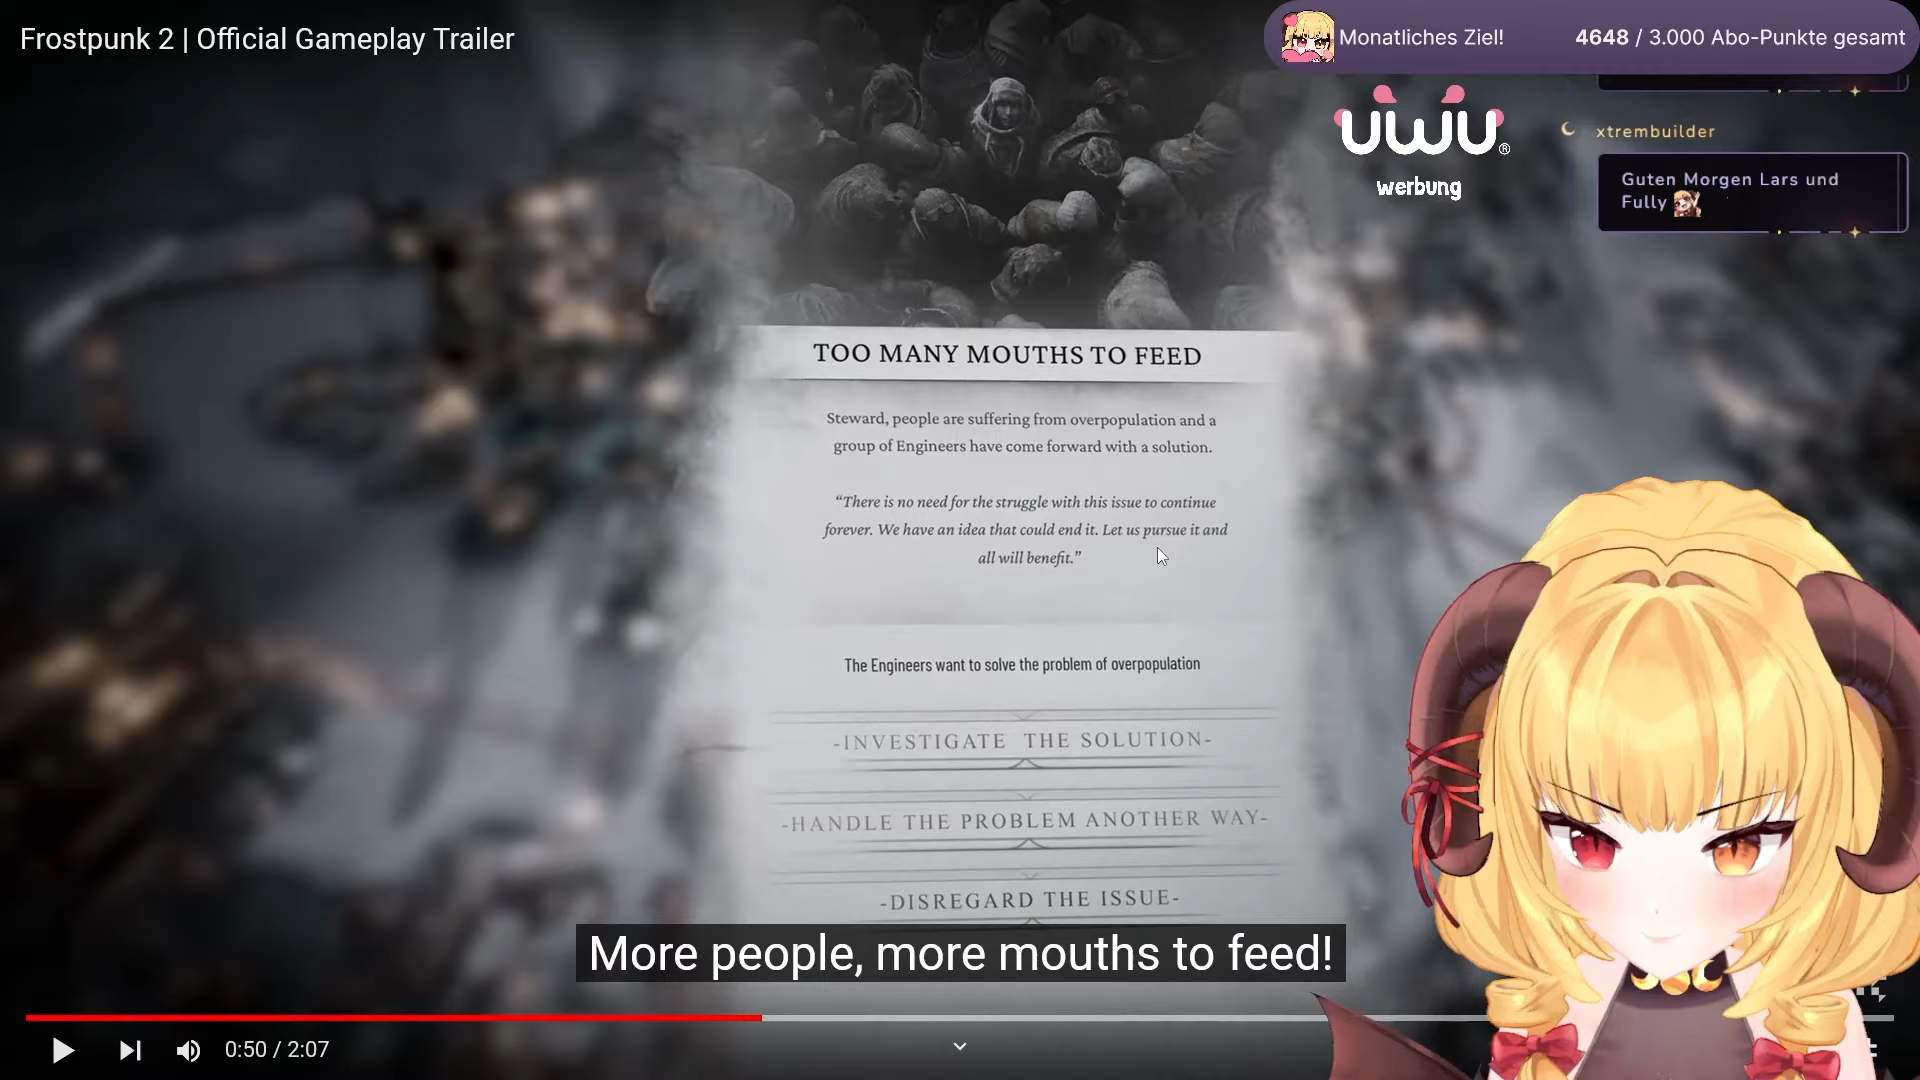 Frostpunk 2 | Official Gameplay Trailer
Monatliches Ziel! 4648 / 3.000 Abo-Punkte gesamt
UWU®
werbung
xtrembuilder
Guten Morgen Lars und
Fully
TOO MANY MOUTHS TO FEED
Steward, people are suffering from overpopulation and a
group of Engineers have come forward with a solution.
“There is no need for the struggle with this issue to continue
forever. We have an idea that could end it. Let us pursue it and
all will benefit.”
The Engineers want to solve the problem of overpopulation
-INVESTIGATE THE SOLUTION-
-HANDLE THE PROBLEM ANOTHER WAY-
-DISREGARD THE ISSUE-
More people, more mouths to feed!
0:50 / 2:07